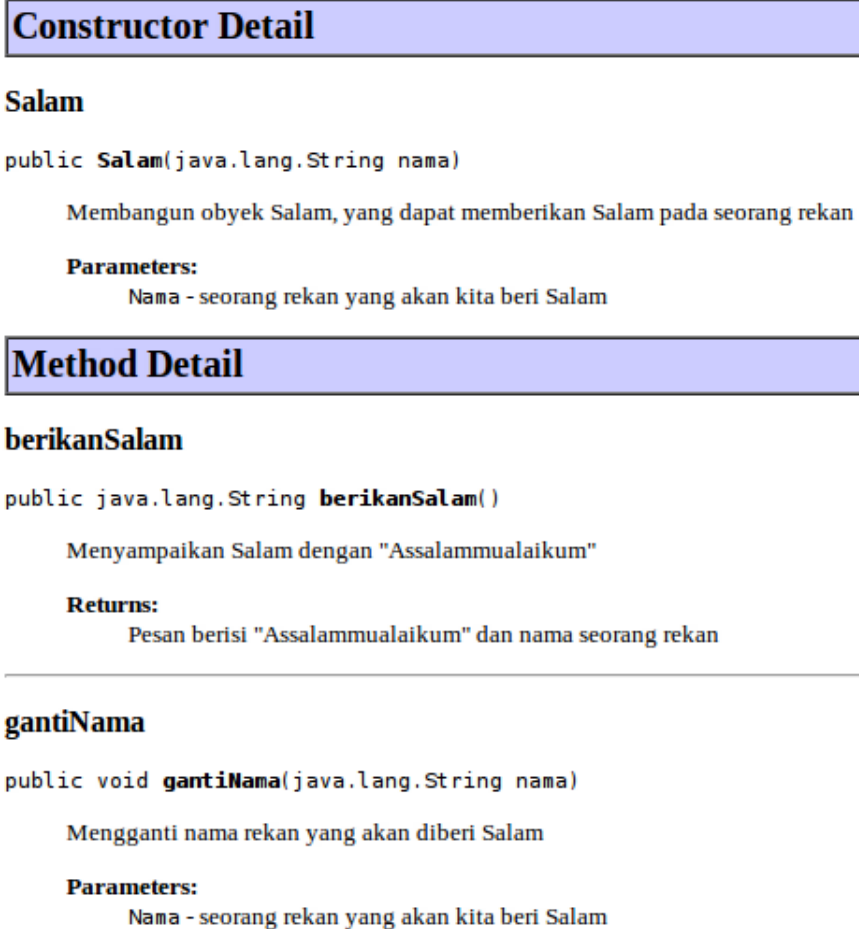 Constructor Detail
Salam
public Salam(java.lang.String nama)
Membangun obyek Salam, yang dapat memberikan Salam pada seorang rekan
Parameters:
Nama - seorang rekan yang akan kita beri Salam
Method Detail
berikanSalam
public java.lang.String berikanSalam()
Menyampaikan Salam dengan "Assalammualaikum"
Returns:
Pesan berisi "Assalammualaikum" dan nama seorang rekan
gantiNama
public void gantiNama(java.lang.String nama)
Mengganti nama rekan yang akan diberi Salam
Parameters:
Nama - seorang rekan yang akan kita beri Salam